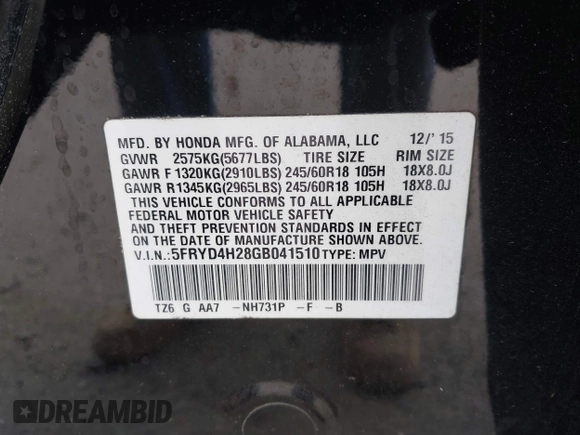 MFD. BY HONDA MFG. OF ALABAMA, LLC 12/'15
GVWR 2575KG(5677LBS) TIRE SIZE RIM SIZE
GAWR F 1320KG(2910LBS) 245/60R18 105H 18X8.0J
GAWR R1345KG(2965LBS) 245/60R18 105H 18X8.0J
THIS VEHICLE CONFORMS TO ALL APPLICABLE
FEDERAL MOTOR VEHICLE SAFETY
AND THEFT PREVENTION STANDARDS IN EFFECT
ON THE DATE OF MANUFACTURE SHOWN ABOVE.
V.I.N.:5FRYD4H28GB041510 TYPE: MPV
TZ6 G AA7 -NH731P -F -B
DREAMBID